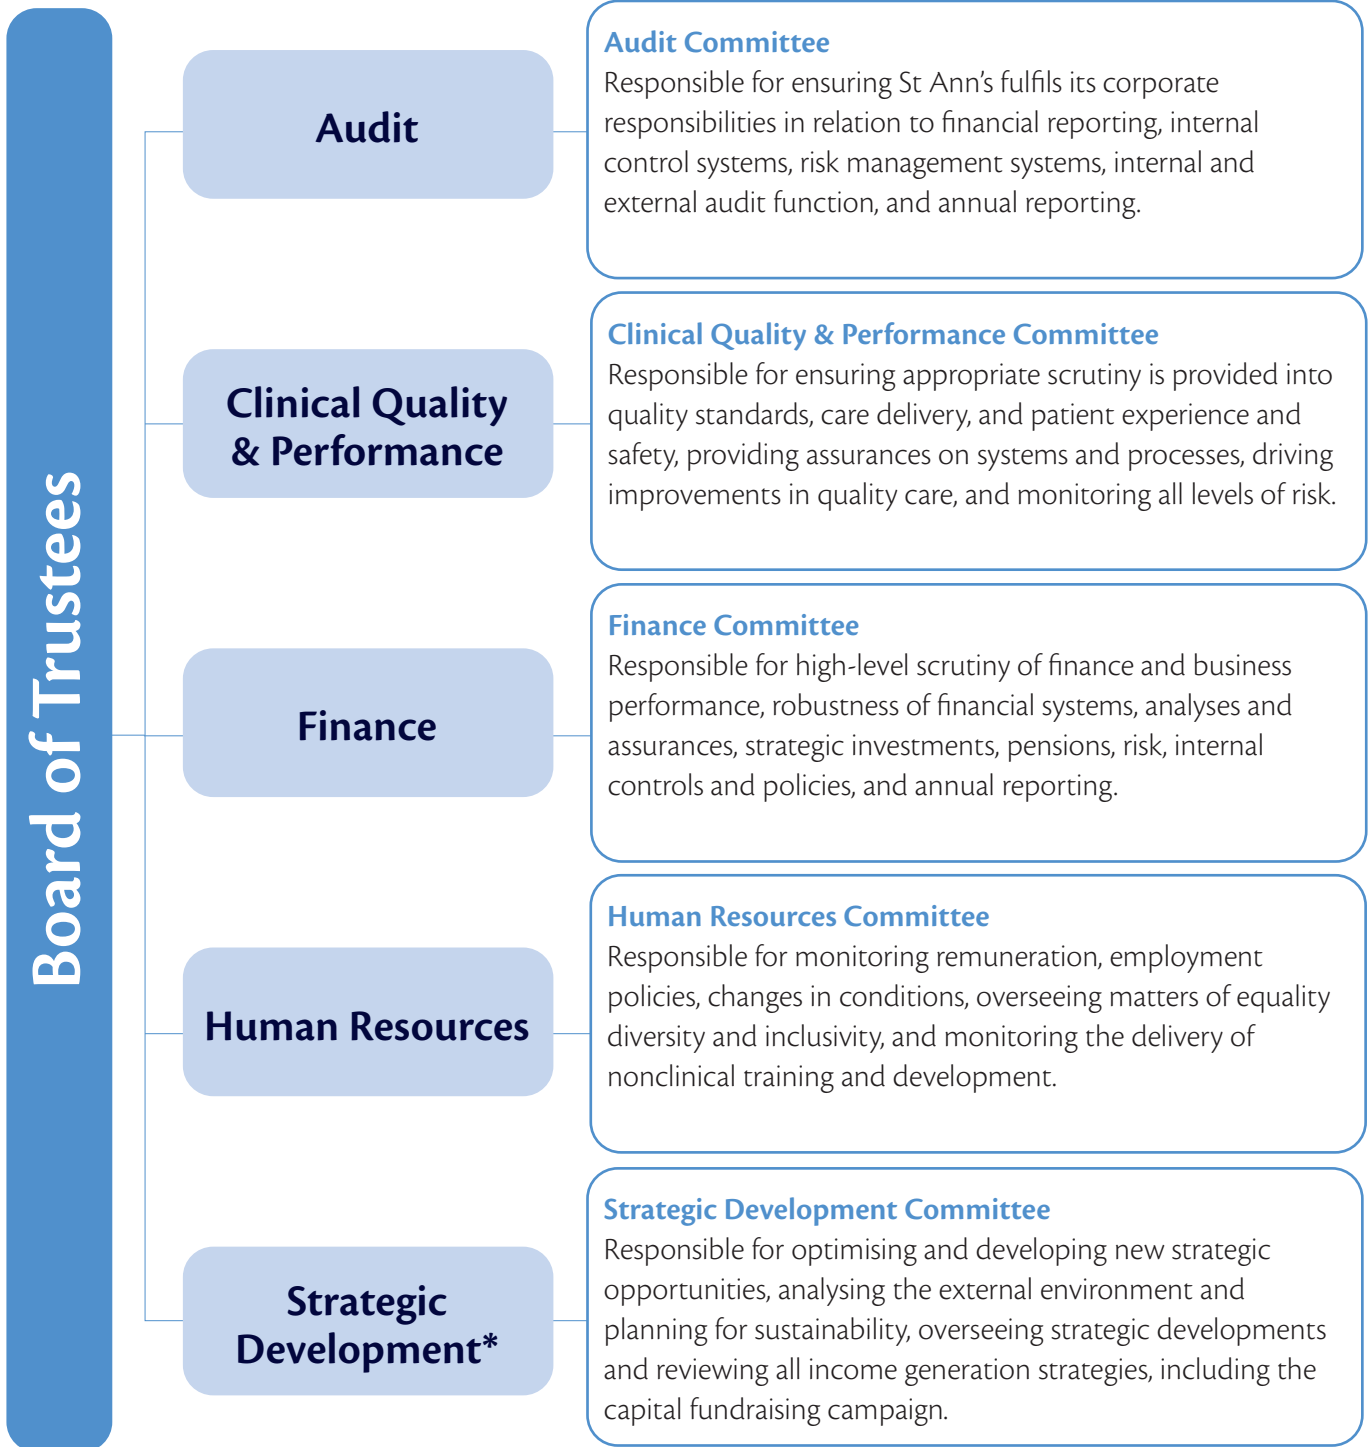 Board of Trustees
Audit
Audit Committee
Responsible for ensuring St Ann’s fulfils its corporate
responsibilities in relation to financial reporting, internal
control systems, risk management systems, internal and
external audit function, and annual reporting.
Clinical Quality
& Performance
Clinical Quality & Performance Committee
Responsible for ensuring appropriate scrutiny is provided into
quality standards, care delivery, and patient experience and
safety, providing assurances on systems and processes, driving
improvements in quality care, and monitoring all levels of risk.
Finance
Finance Committee
Responsible for high-level scrutiny of finance and business
performance, robustness of financial systems, analyses and
assurances, strategic investments, pensions, risk, internal
controls and policies, and annual reporting.
Human Resources
Human Resources Committee
Responsible for monitoring remuneration, employment
policies, changes in conditions, overseeing matters of equality
diversity and inclusivity, and monitoring the delivery of
nonclinical training and development.
Strategic
Development*
Strategic Development Committee
Responsible for optimising and developing new strategic
opportunities, analysing the external environment and
planning for sustainability, overseeing strategic developments
and reviewing all income generation strategies, including the
capital fundraising campaign.